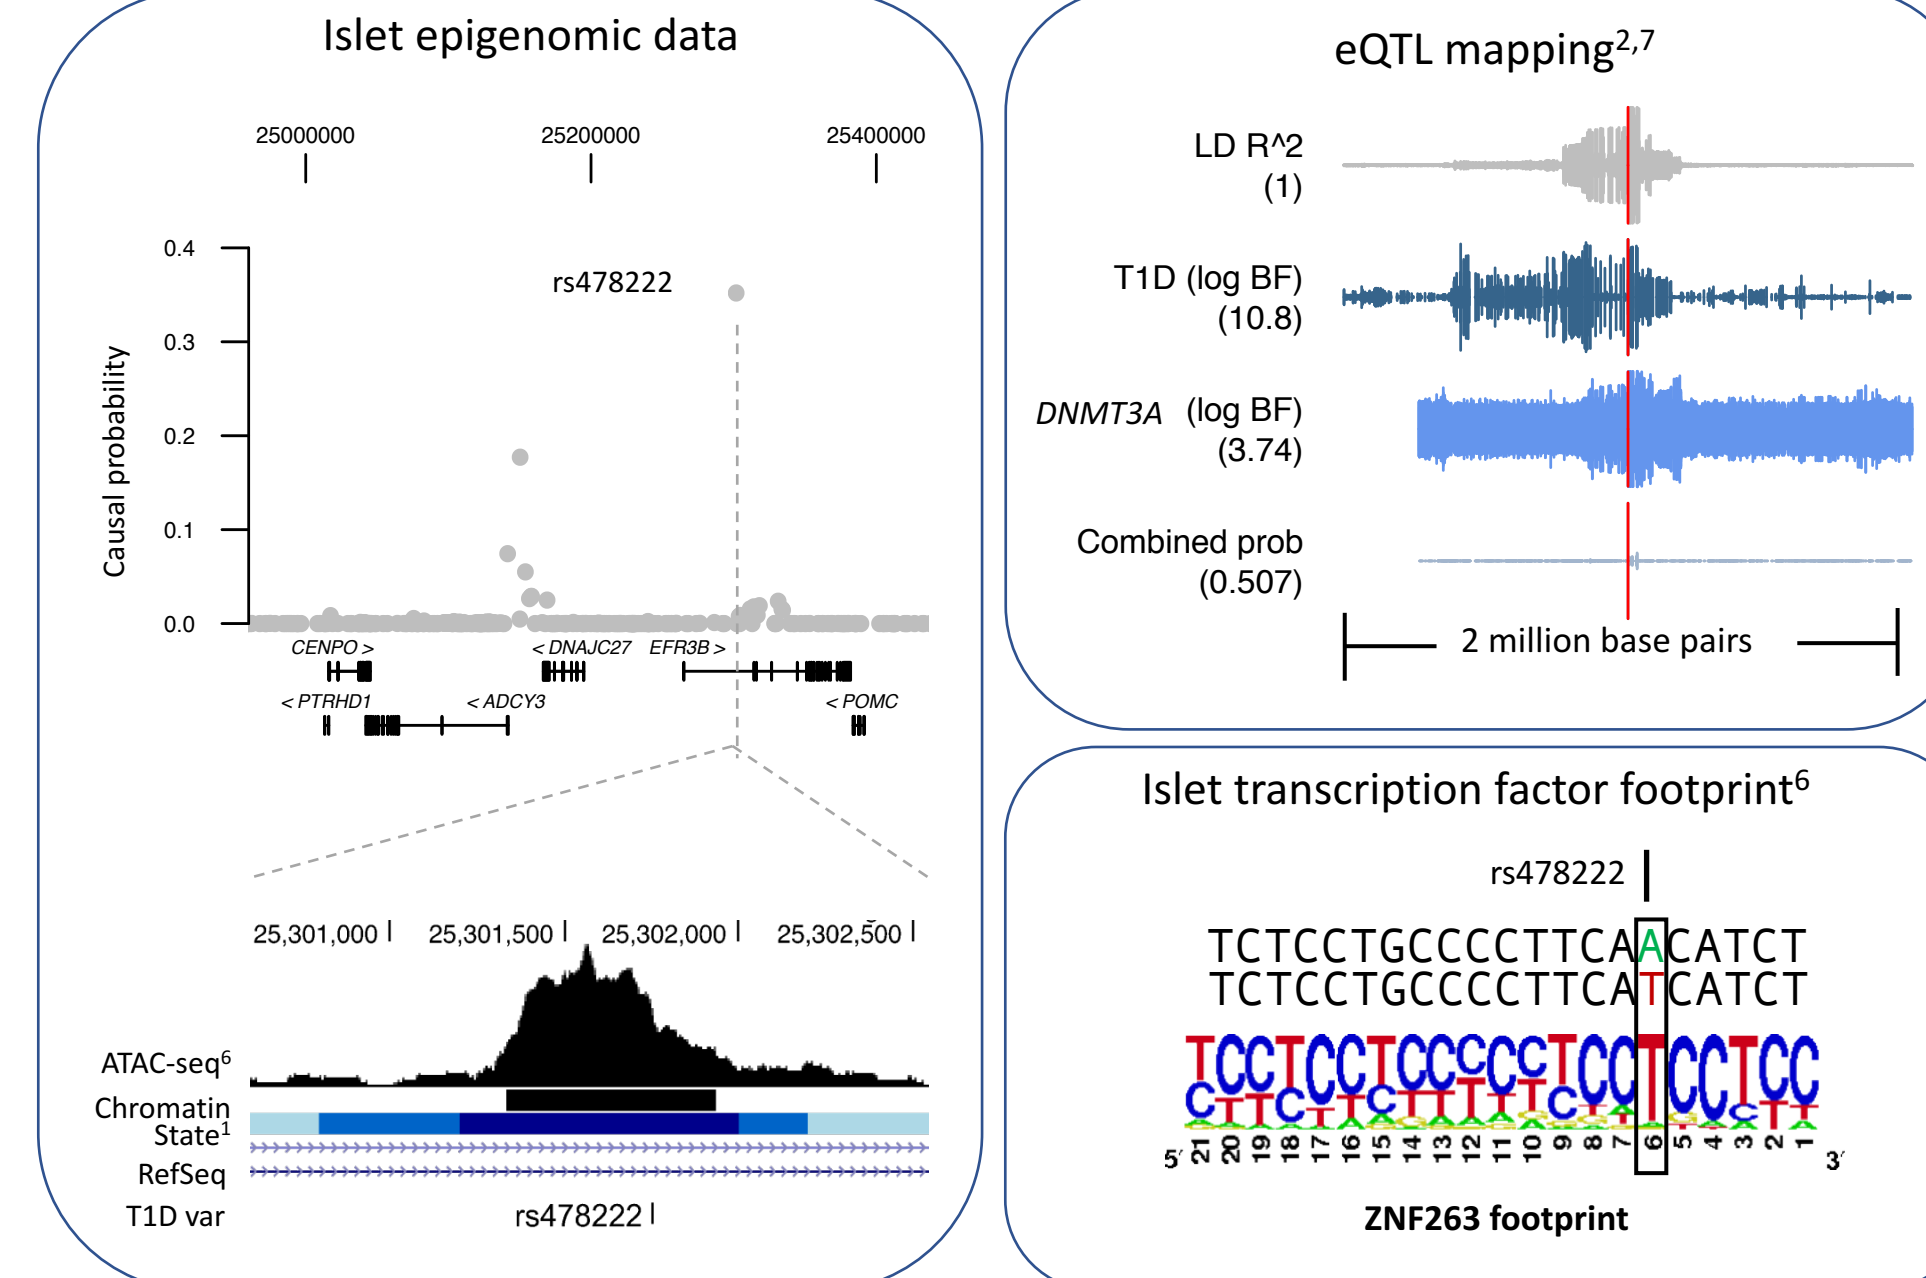 Islet epigenomic data
25000000 25200000 25400000
0.4
0.3
0.2
0.1
0.0
Causal probability
rs478222
CENPO > < DNAJC27 EFR3B >
< PTRHD1 < ADCY3 < POMC
25,301,000 25,301,500 25,302,000 25,302,500
ATAC-seq6
Chromatin
State1
RefSeq
T1D var
rs478222
eQTL mapping2,7
LD R^2
(1)
T1D (log BF)
(10.8)
DNMT3A (log BF)
(3.74)
Combined prob
(0.507)
2 million base pairs
Islet transcription factor footprint6
rs478222
TCTCCTGCCCCTTCAACATCT
TCTCCTGCCCCTTCATCATCT
TCCTCCTCCCCCTCCTCCTCC
5′ 21 20 19 18 17 16 15 14 13 12 11 10 9 8 7 6 5 4 3 2 1 3′
ZNF263 footprint